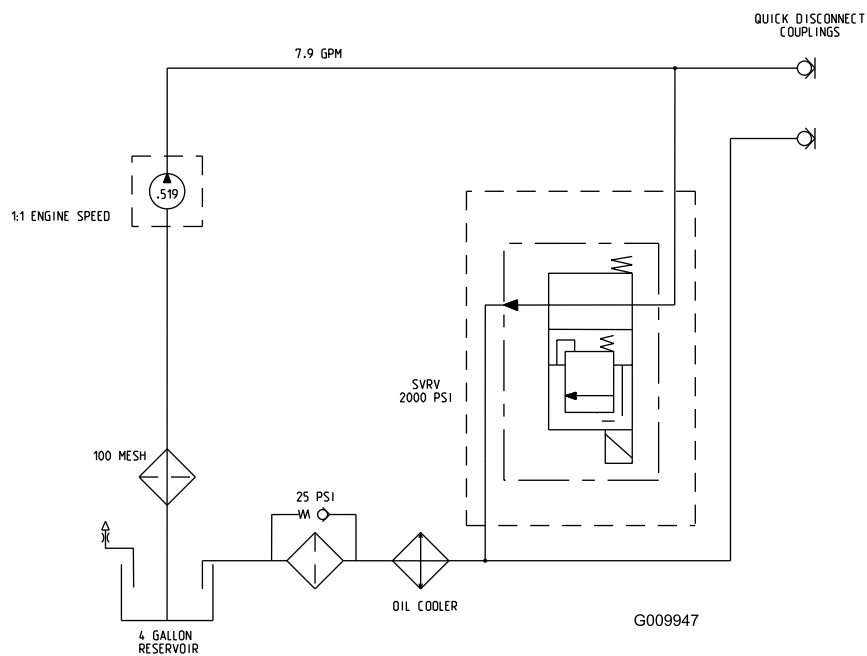 QUICK DISCONNECT
COUPLINGS
7.9 GPM
.519
1:1 ENGINE SPEED
SVRV
2000 PSI
100 MESH
25 PSI
OIL COOLER
G009947
4 GALLON
RESERVOIR